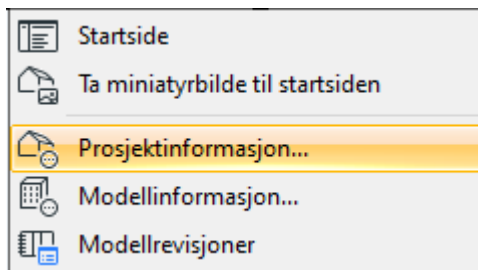 Startside
Ta miniatyrbilde til startsiden
Prosjektinformasjon...
Modellinformasjon...
Modellrevisjoner